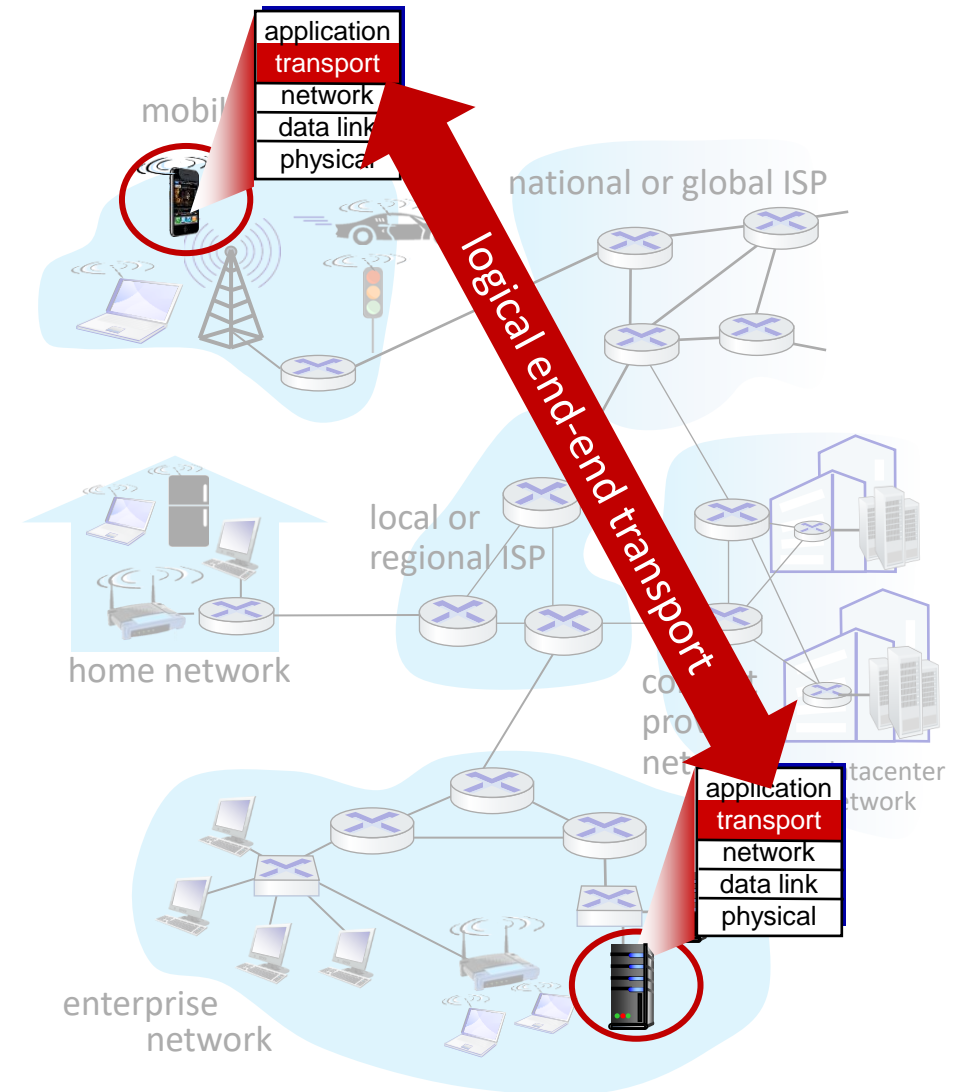 application
transport
network
data link
physical
national or global ISP
logical end-end transport
local or
regional ISP
home network
application
transport
network
data link
physical
enterprise
network